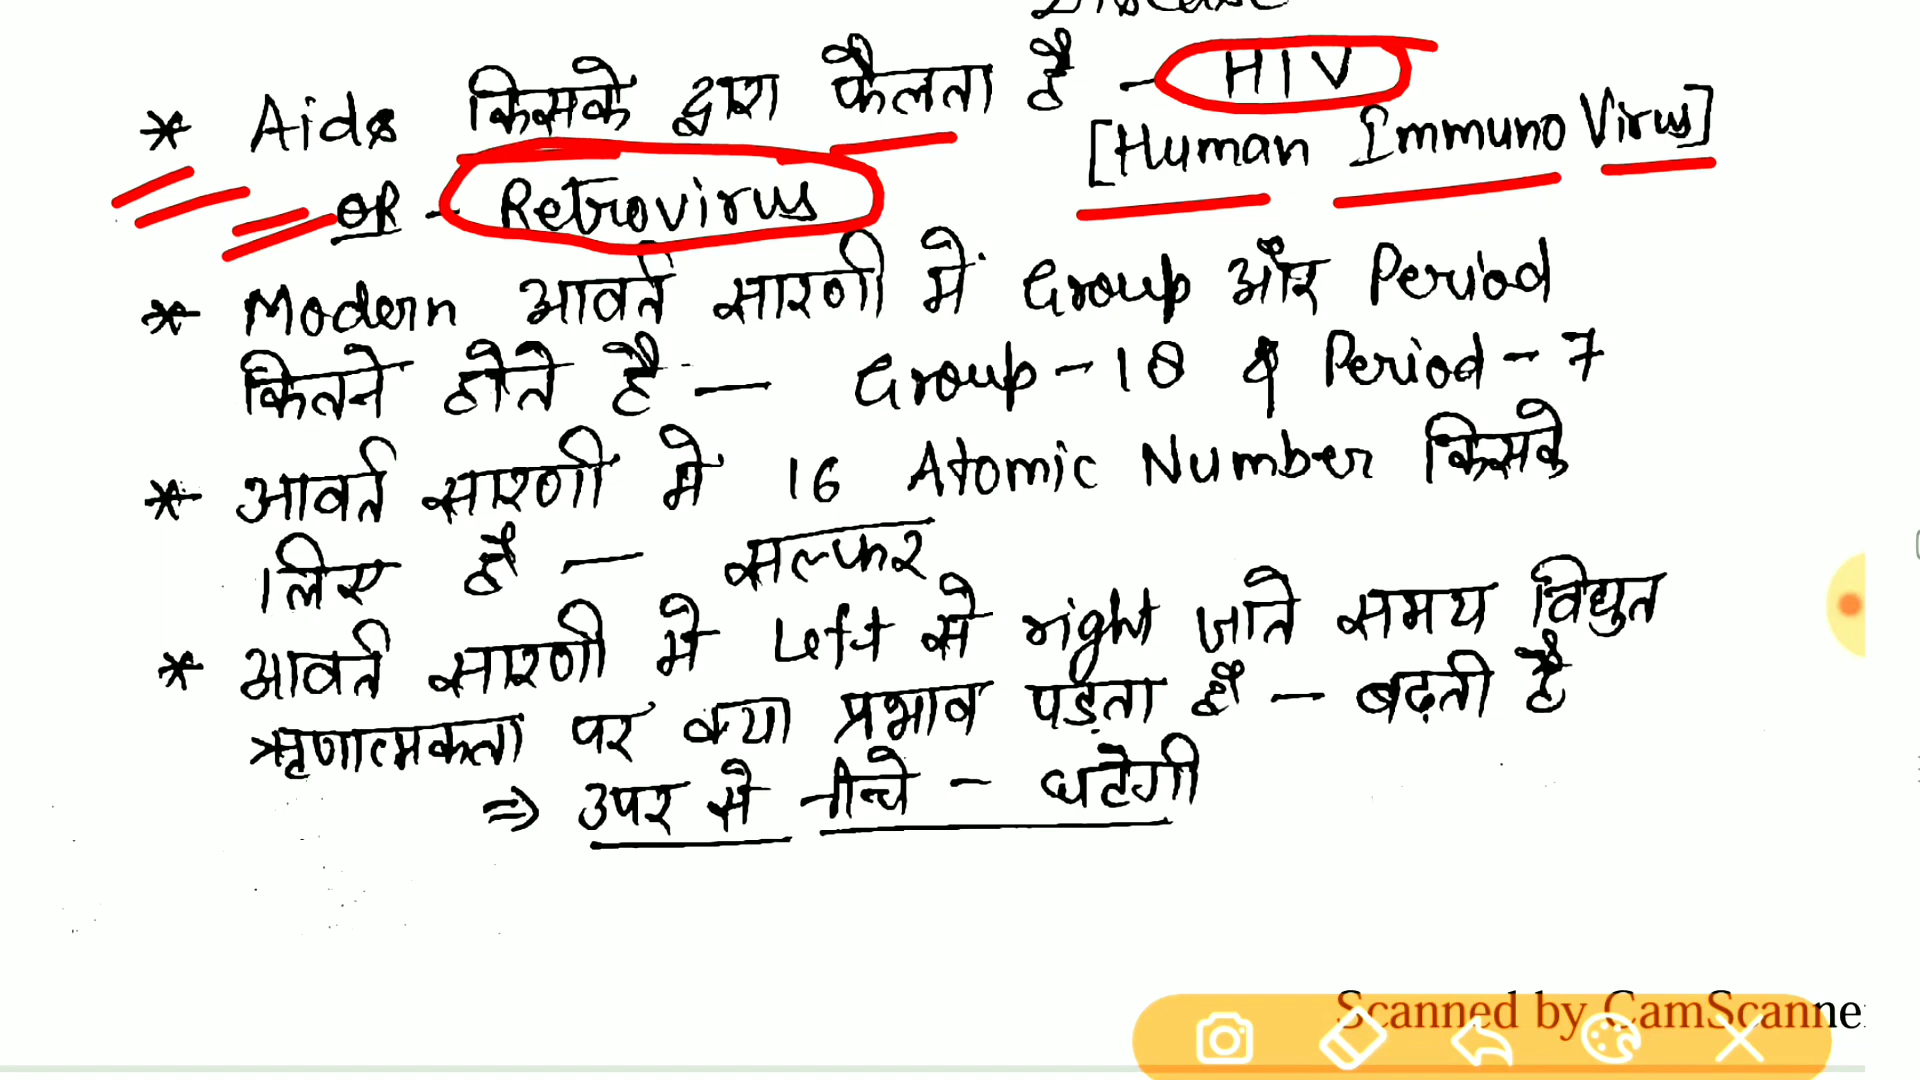 * Aids किसके द्वारा फैलता है - HIV
[Human Immuno Virus]
OR - Retrovirus
* Modern आवर्त सारणी में Group और Period
कितने होते है — Group-18 & Period-7
* आवर्त सारणी में 16 Atomic Number किसके
लिए है — सल्फर
* आवर्त सारणी में Left से right जाते समय विद्युत
ऋणात्मकता पर क्या प्रभाव पड़ता है - बढ़ती है
⇒ उपर से नीचे - घटेगी
Scanned by CamScanne